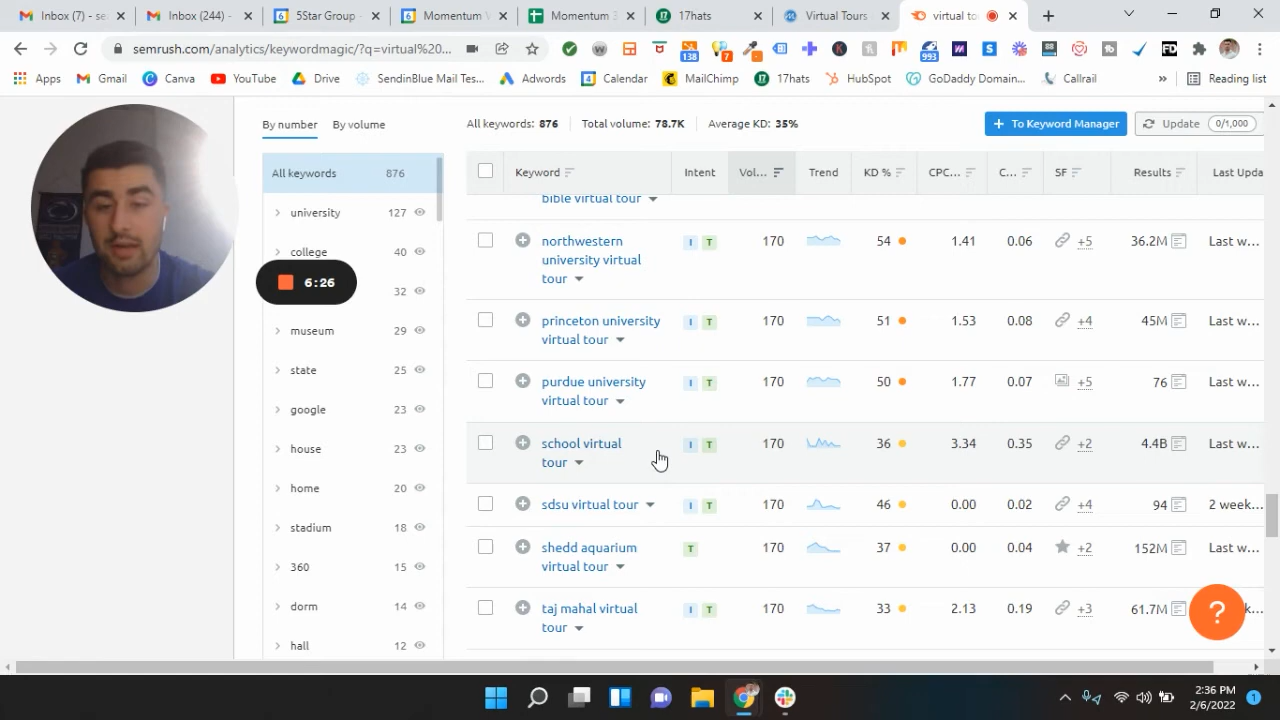 Inbox (7) - se
Inbox (244) -
5Star Group -
Momentum V
Momentum 3
17hats
Virtual Tours
virtual to
semrush.com/analytics/keywordmagic/?q=virtual%20...
138
7
993
Apps
Gmail
Canva
YouTube
Drive
SendinBlue Mail Tes...
Adwords
Calendar
MailChimp
17hats
HubSpot
GoDaddy Domain...
Callrail
»
Reading list
By number
By volume
All keywords: 876
Total volume: 78.7K
Average KD: 35%
+ To Keyword Manager
Update
0/1,000
All keywords 876
university 127
college 40
32
museum 29
state 25
google 23
house 23
home 20
stadium 18
360 15
dorm 14
hall 12
6:26
Keyword
Intent
Vol...
Trend
KD %
CPC...
C...
SF
Results
Last Upda
bible virtual tour
northwestern
university virtual
tour
I T 170 54 1.41 0.06 +5 36.2M Last w...
princeton university
virtual tour
I T 170 51 1.53 0.08 +4 45M Last w...
purdue university
virtual tour
I T 170 50 1.77 0.07 +5 76 Last w...
school virtual
tour
I T 170 36 3.34 0.35 +2 4.4B Last w...
sdsu virtual tour
I T 170 46 0.00 0.02 +4 94 2 week...
shedd aquarium
virtual tour
T 170 37 0.00 0.04 +2 152M Last w...
taj mahal virtual
tour
I T 170 33 2.13 0.19 +3 61.7M
?
2:36 PM
2/6/2022
1